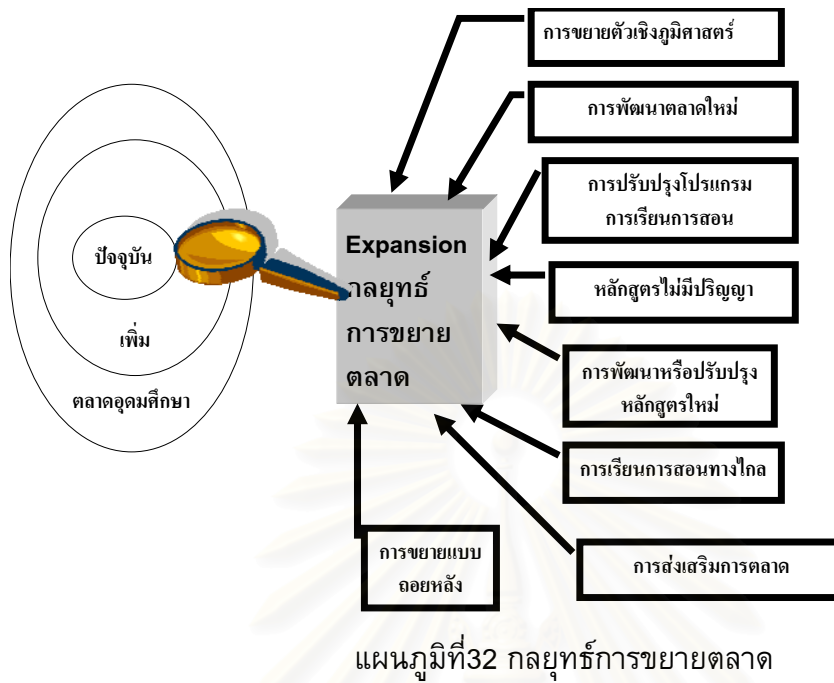 การขยายตัวเชิงภูมิศาสตร์
การพัฒนาตลาดใหม่
การปรับปรุงโปรแกรม
การเรียนการสอน
หลักสูตรไม่มีปริญญา
การพัฒนาหรือปรับปรุง
หลักสูตรใหม่
การเรียนการสอนทางไกล
การส่งเสริมการตลาด
การขยายแบบ
ถอยหลัง
Expansion
กลยุทธ์
การขยาย
ตลาด
ปัจจุบัน
เพิ่ม
ตลาดอุดมศึกษา
แผนภูมิที่32 กลยุทธ์การขยายตลาด